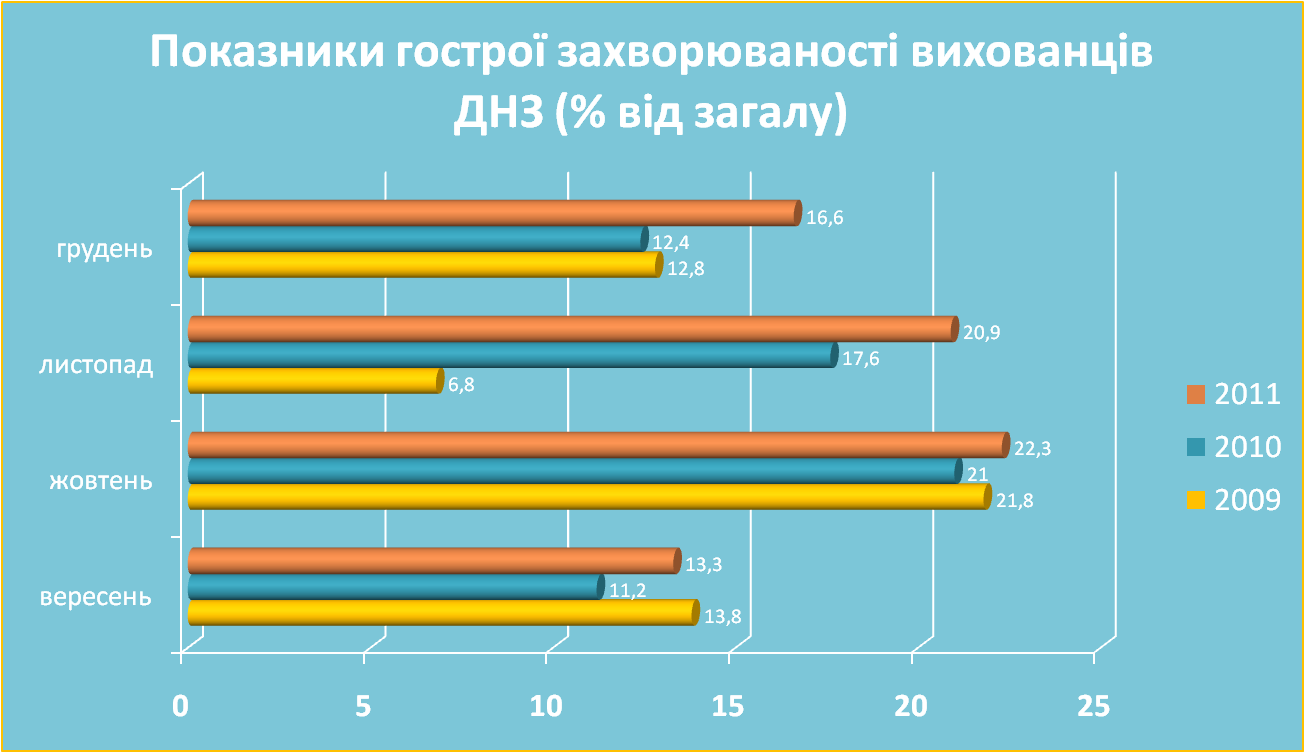 Показники гострої захворюваності вихованців
ДНЗ (% від загалу)
грудень
16,6
12,4
12,8
листопад
20,9
17,6
6,8
жовтень
22,3
21
21,8
вересень
13,3
11,2
13,8
0 5 10 15 20 25
2011
2010
2009